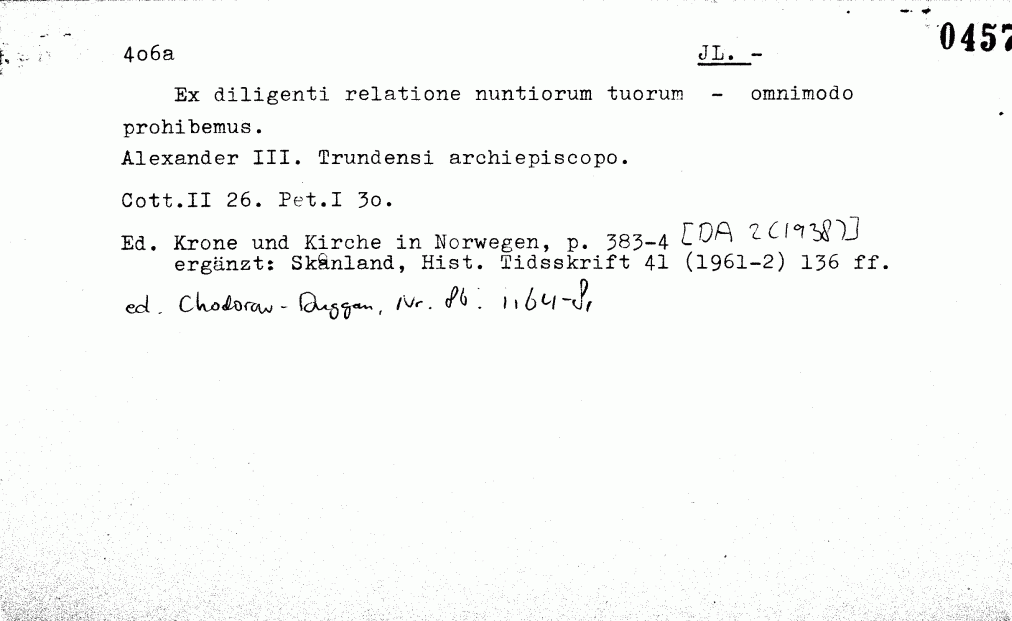 0457
406a JL. -
Ex diligenti relatione nuntiorum tuorum - omnimodo
prohibemus.
Alexander III. Trundensi archiepiscopo.
Cott.II 26. Pet.I 30.
Ed. Krone und Kirche in Norwegen, p. 383-4 [DA 2(1938)]
ergänzt: Skånland, Hist. Tidsskrift 41 (1961-2) 136 ff.
ed. Chodorow - Duggan, Nr. 86. 1164-81